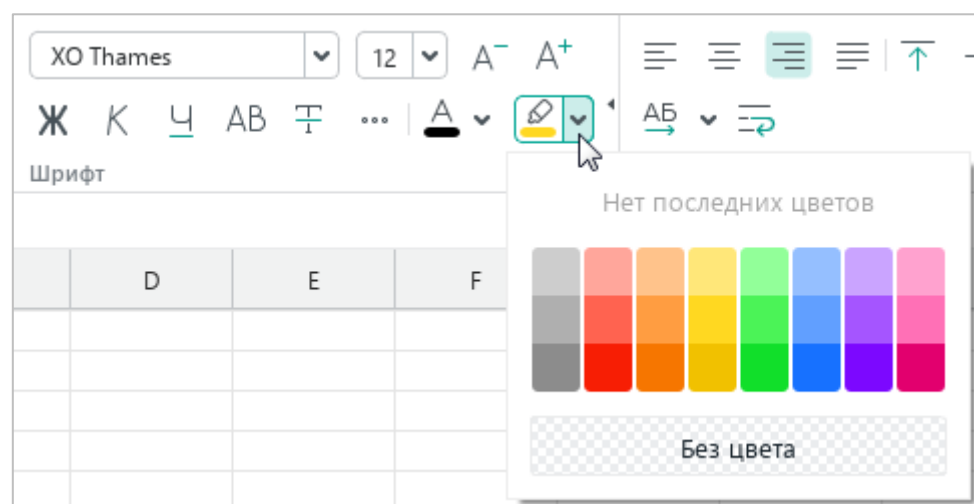 XO Thames 12 A⁻ A⁺
Ж К Ч АВ Т ... А АБ
Шрифт
Нет последних цветов
D E F
Без цвета